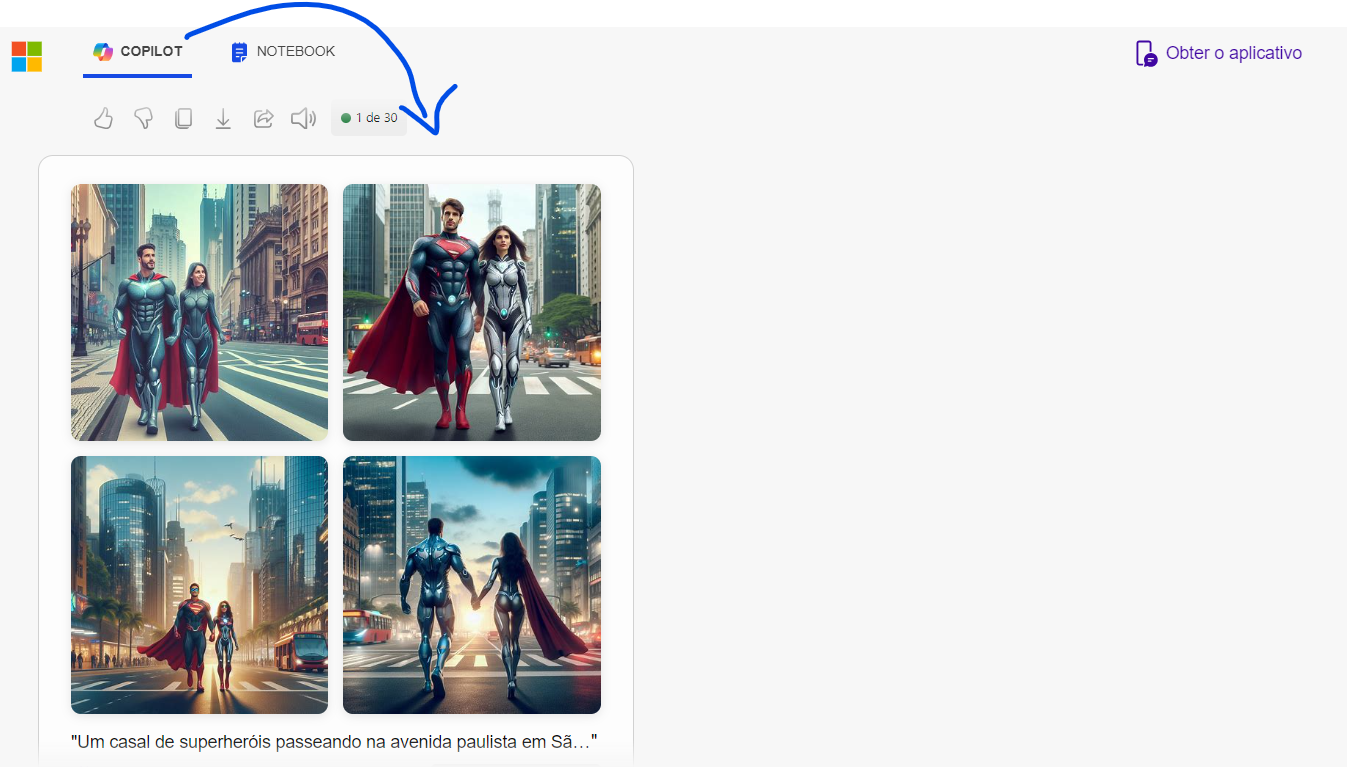 COPILOT NOTEBOOK Obter o aplicativo
1 de 30
"Um casal de superheróis passeando na avenida paulista em Sã…"